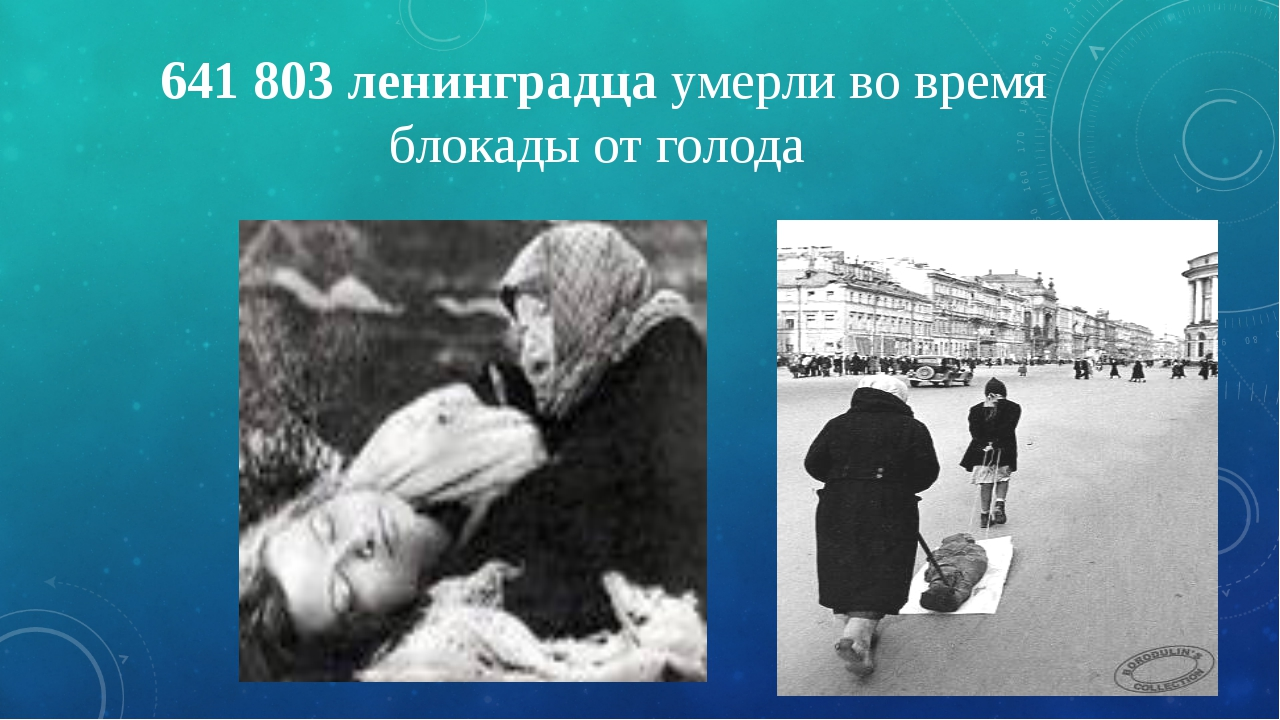 641 803 ленинградца умерли во время
блокады от голода
BORODULIN'S
COLLECTION